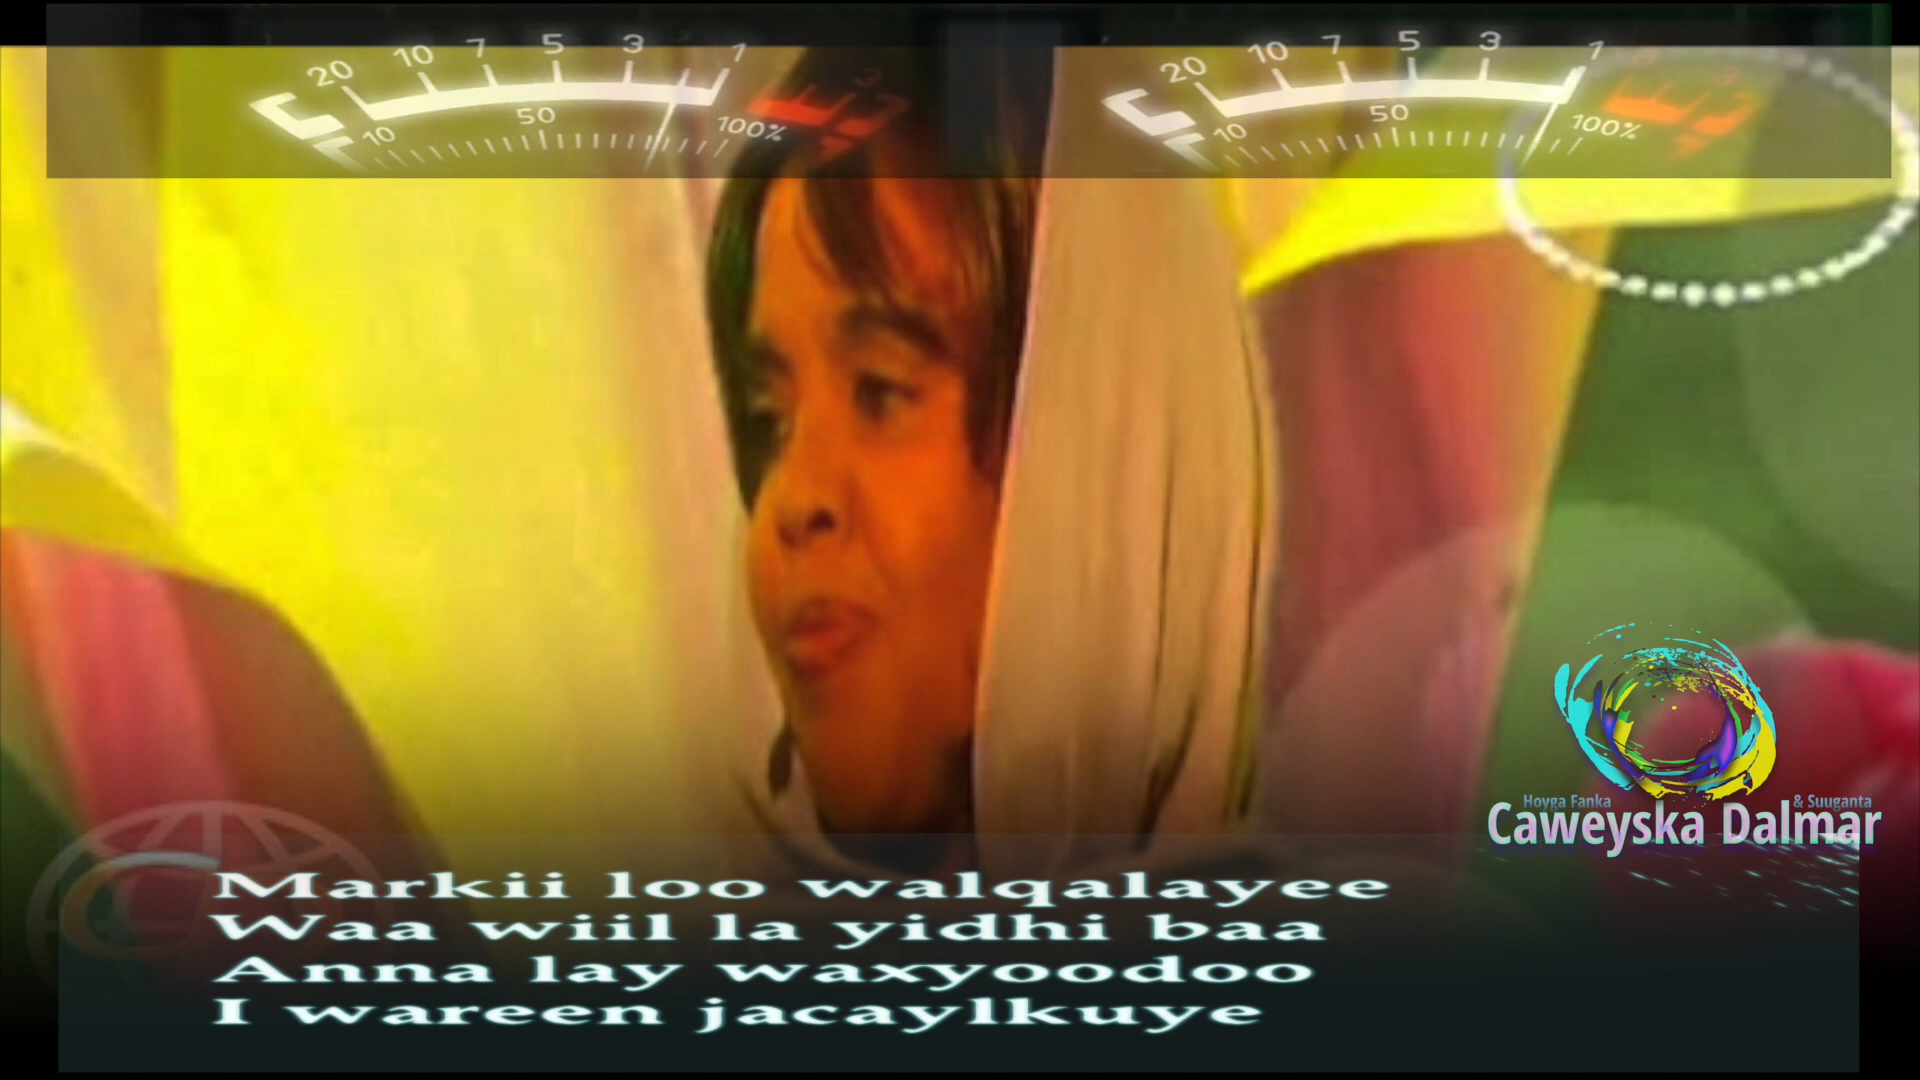 20 10 7 5 3 1 3
10 50 100%
20 10 7 5 3 1
10 50 100%
Hoyga Fanka & Suuganta
Caweyska Dalmar
Markii loo walqalayee
Waa wiil la yidhi baa
Anna lay waxyoodoo
I wareen jacaylkuye